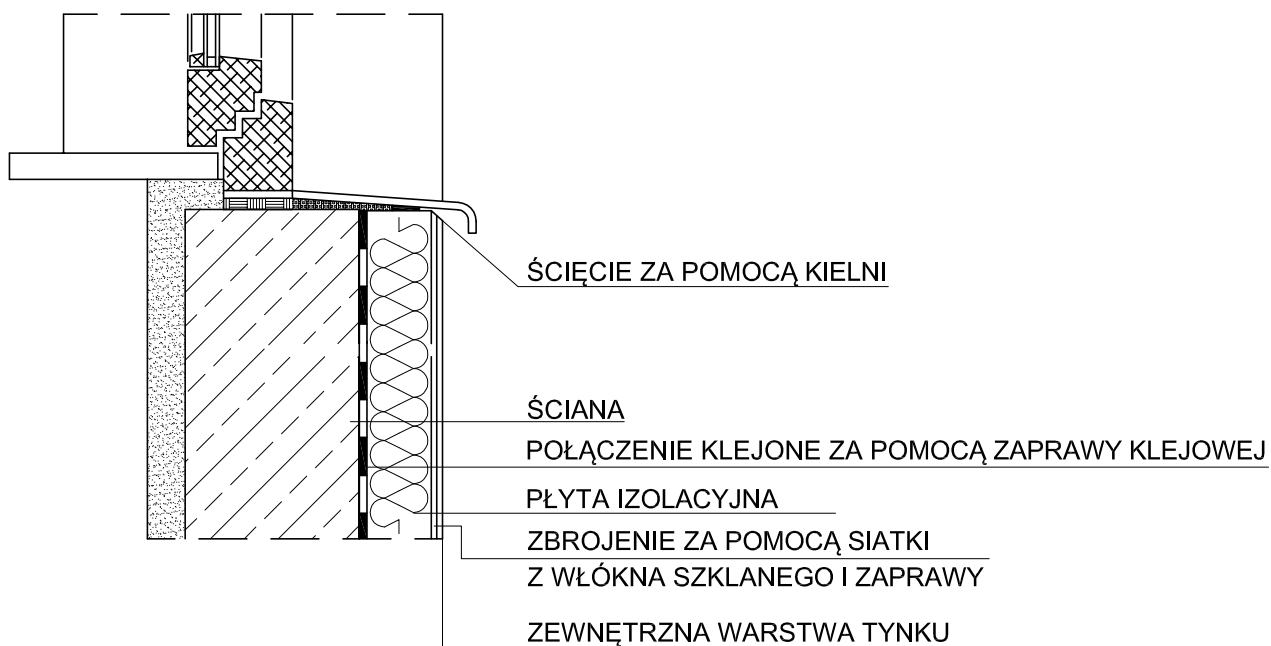 ŚCIĘCIE ZA POMOCĄ KIELNI
ŚCIANA
POŁĄCZENIE KLEJONE ZA POMOCĄ ZAPRAWY KLEJOWEJ
PŁYTA IZOLACYJNA
ZBROJENIE ZA POMOCĄ SIATKI
Z WŁÓKNA SZKLANEGO I ZAPRAWY
ZEWNĘTRZNA WARSTWA TYNKU